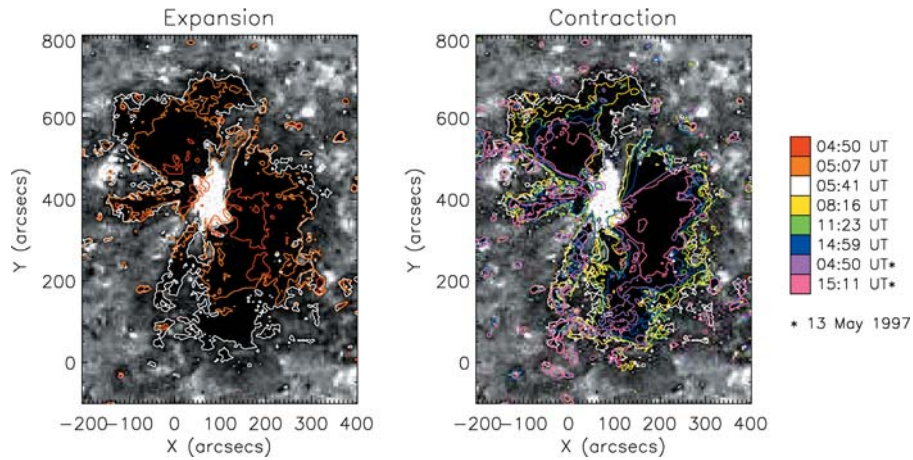 Expansion
Contraction
800
600
400
200
0
Y (arcsecs)
-200
-100
0
100
200
300
400
X (arcsecs)
800
600
400
200
0
Y (arcsecs)
-200
-100
0
100
200
300
400
X (arcsecs)
04:50 UT
05:07 UT
05:41 UT
08:16 UT
11:23 UT
14:59 UT
04:50 UT*
15:11 UT*
* 13 May 1997